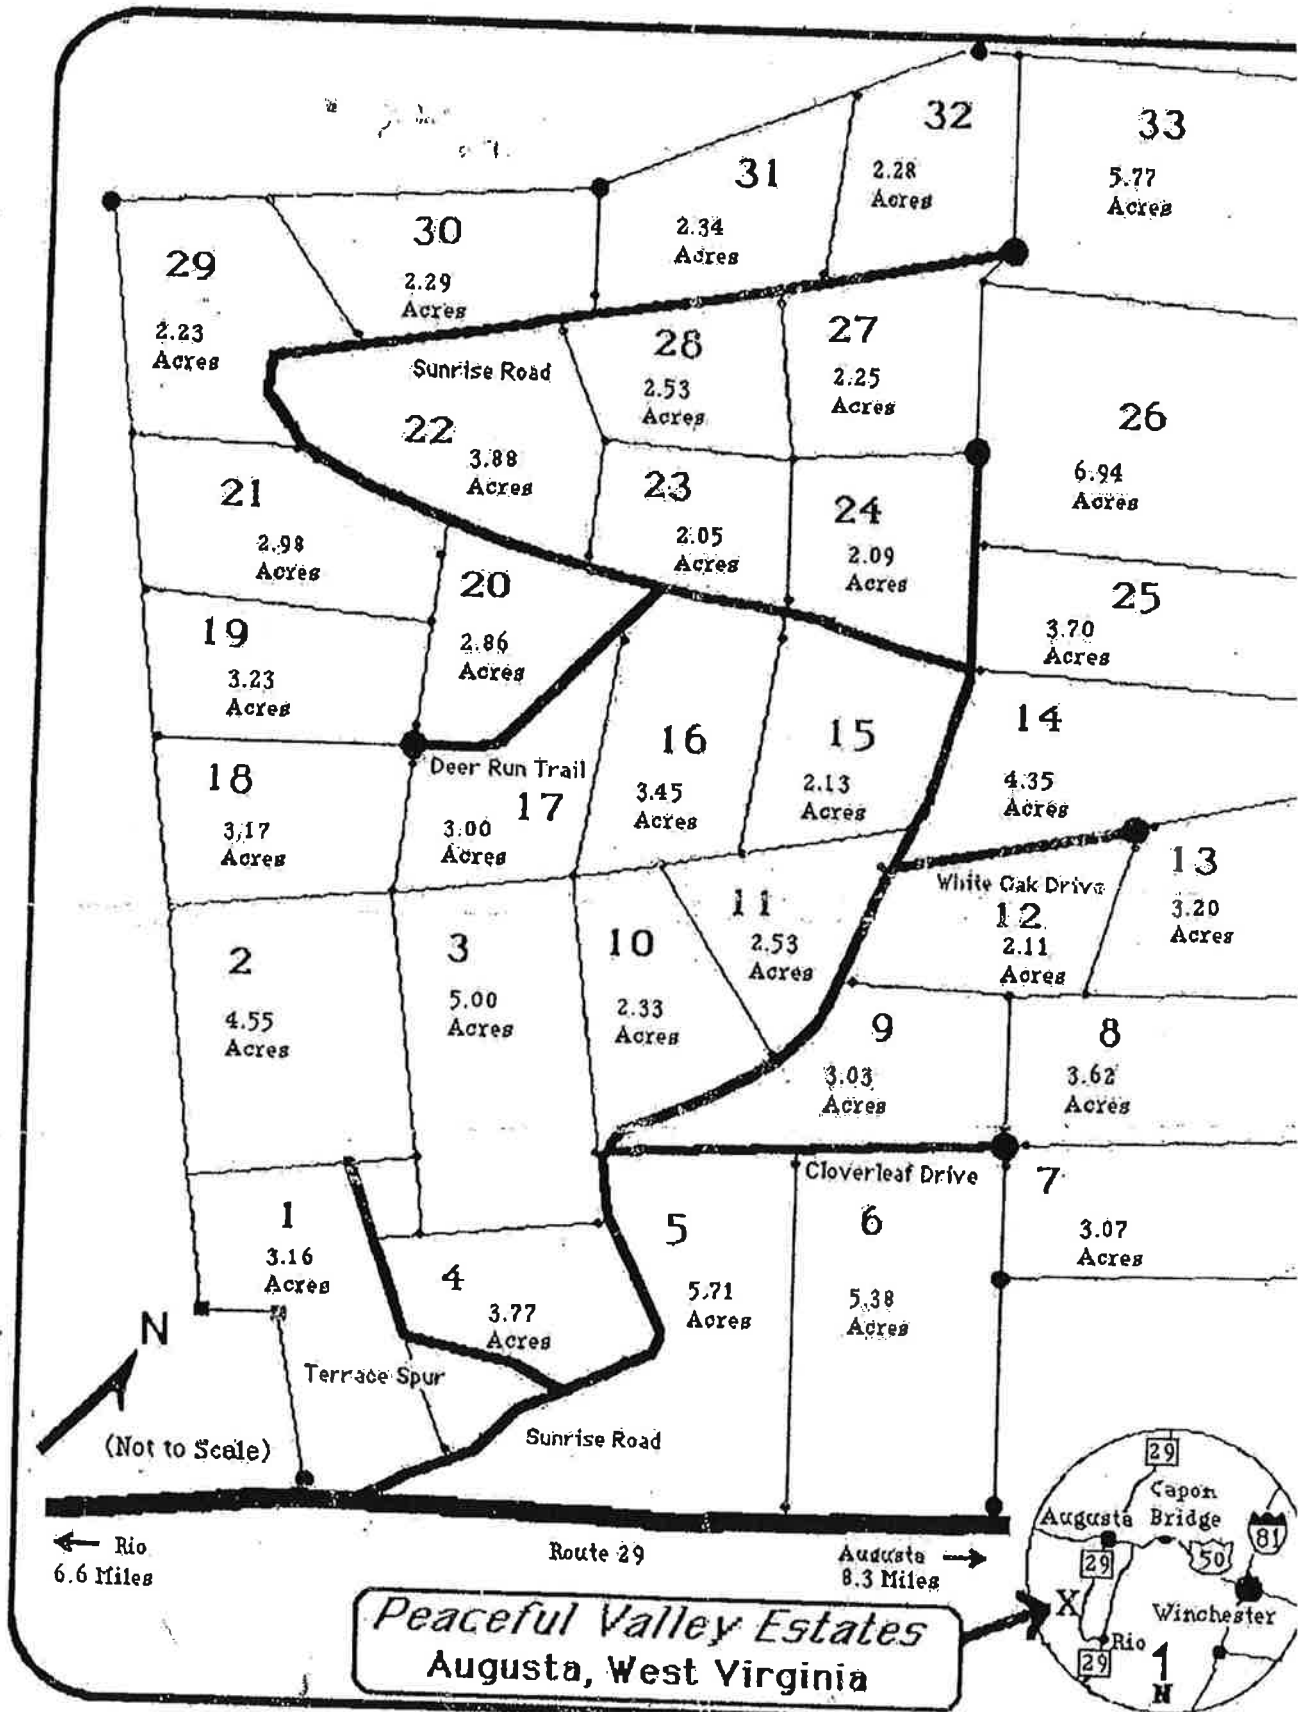 32
33
31
2.28
Acres
5.77
Acres
30
2.34
Acres
29
2.29
Acres
27
2.23
Acres
28
Sunrise Road
2.25
Acres
2.53
Acres
26
22
3.88
Acres
6.94
Acres
21
23
24
2.98
Acres
2.05
Acres
2.09
Acres
20
25
19
3.70
Acres
2.86
Acres
3.23
Acres
14
16
15
Deer Run Trail
18
17
3.45
Acres
2.13
Acres
4.35
Acres
3.17
Acres
3.00
Acres
13
White Oak Drive
11
12
3.20
Acres
2
3
10
2.53
Acres
2.11
Acres
4.55
Acres
5.00
Acres
2.33
Acres
9
8
3.03
Acres
3.62
Acres
Cloverleaf Drive
7
1
5
6
3.16
Acres
3.07
Acres
4
5.71
Acres
5.38
Acres
3.77
Acres
N
Terrace Spur
(Not to Scale)
Sunrise Road
29
Capon
Augusta Bridge
81
Rio
6.6 Miles
Route 29
Augusta
8.3 Miles
29
50
X
Winchester
Rio
29
N
Peaceful Valley Estates
Augusta, West Virginia